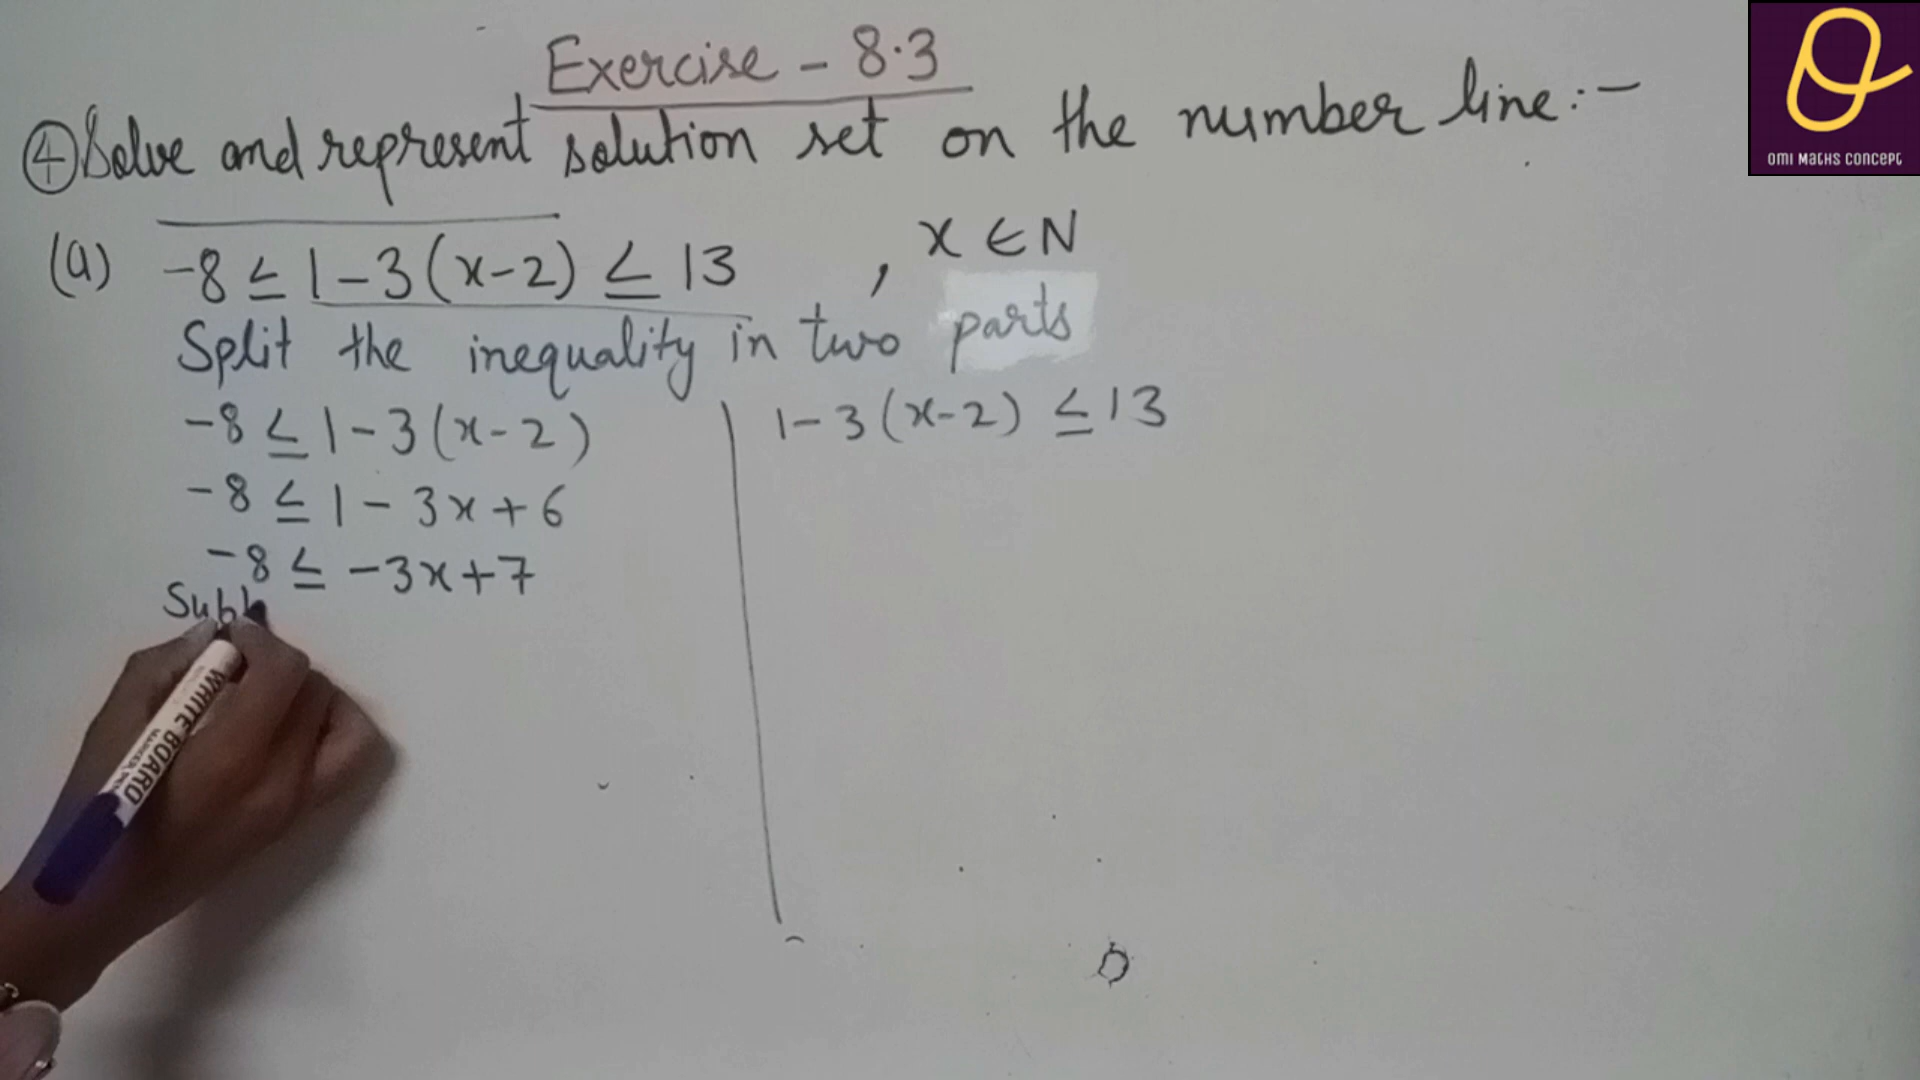 Exercise - 8.3
④ Solve and represent solution set on the number line:-
(a) -8 ≤ 1-3(x-2) ≤ 13 , x ∈ N
Split the inequality in two parts
-8 ≤ 1-3(x-2)
-8 ≤ 1-3x+6
-8 ≤ -3x+7
1-3(x-2) ≤ 13
WHITE BOARD
OMI MATHS CONCEPT